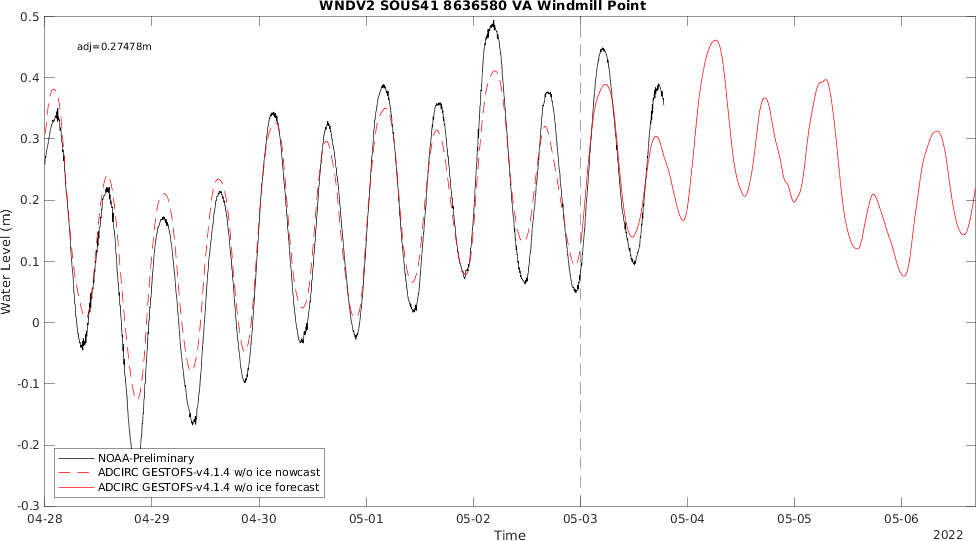 WNDV2 SOUS41 8636580 VA Windmill Point
adj=0.27478m
Water Level (m)
0.5
0.4
0.3
0.2
0.1
0
-0.1
-0.2
-0.3
NOAA-Preliminary
ADCIRC GESTOFS-v4.1.4 w/o ice nowcast
ADCIRC GESTOFS-v4.1.4 w/o ice forecast
04-28 04-29 04-30 05-01 05-02 05-03 05-04 05-05 05-06
Time
2022